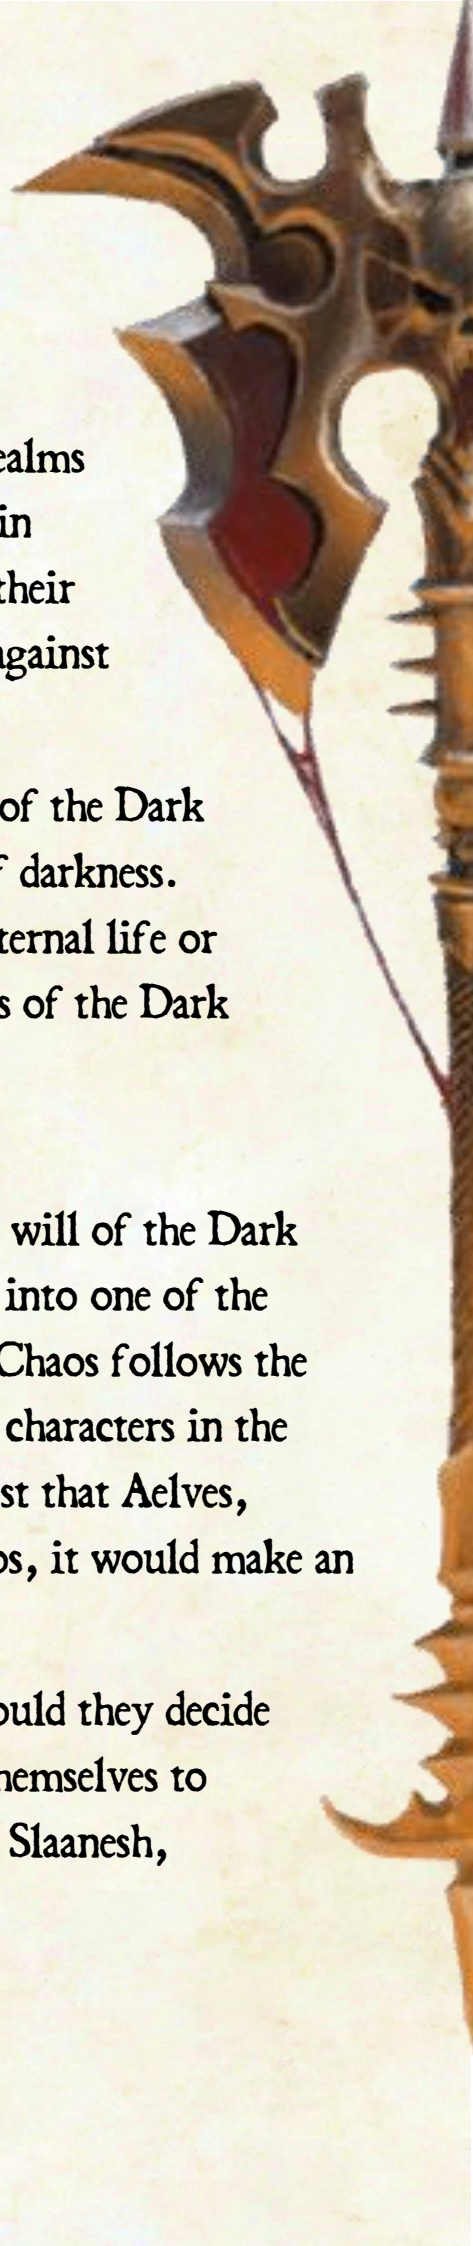 ealms
in
their
against
of the Dark
f darkness.
ternal life or
s of the Dark
will of the Dark
into one of the
Chaos follows the
characters in the
st that Aelves,
os, it would make an
ould they decide
hemselves to
Slaanesh,